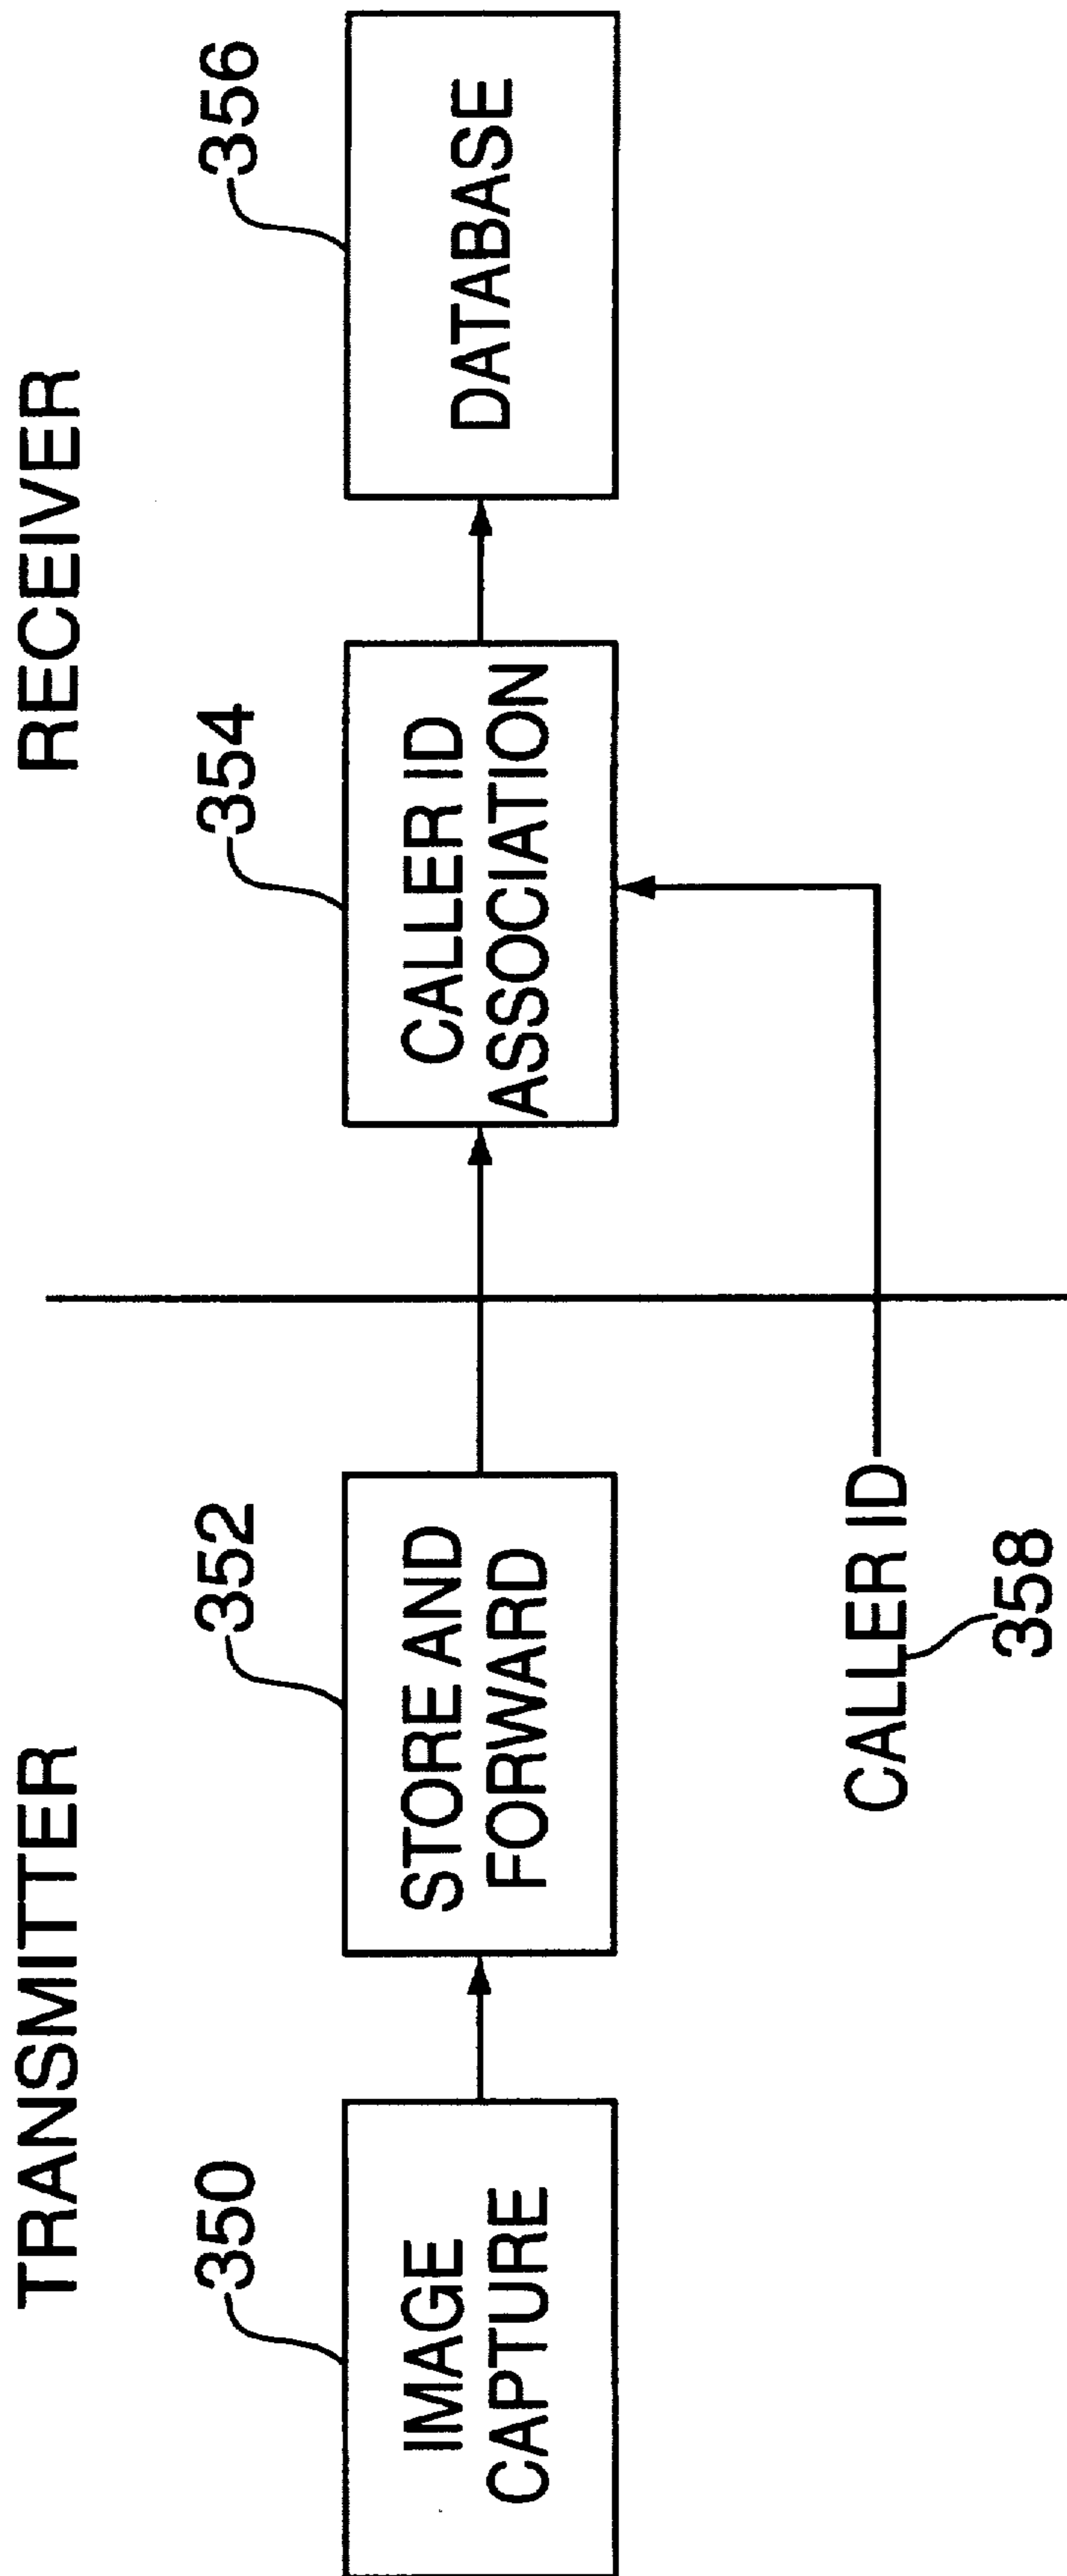 TRANSMITTER
RECEIVER
350
352
354
356
IMAGE
CAPTURE
STORE AND
FORWARD
CALLER ID
ASSOCIATION
DATABASE
CALLER ID
358